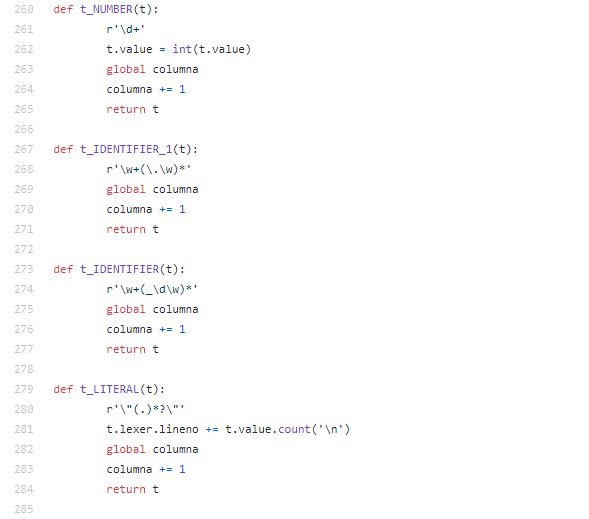 260 def t_NUMBER(t):
261 r'\d+'
262 t.value = int(t.value)
263 global columna
264 columna += 1
265 return t
266
267 def t_IDENTIFIER_1(t):
268 r'\w+(\.\w)*'
269 global columna
270 columna += 1
271 return t
272
273 def t_IDENTIFIER(t):
274 r'\w+(_\d\w)*'
275 global columna
276 columna += 1
277 return t
278
279 def t_LITERAL(t):
280 r'\"(.)*?\"'
281 t.lexer.lineno += t.value.count('\n')
282 global columna
283 columna += 1
284 return t
285